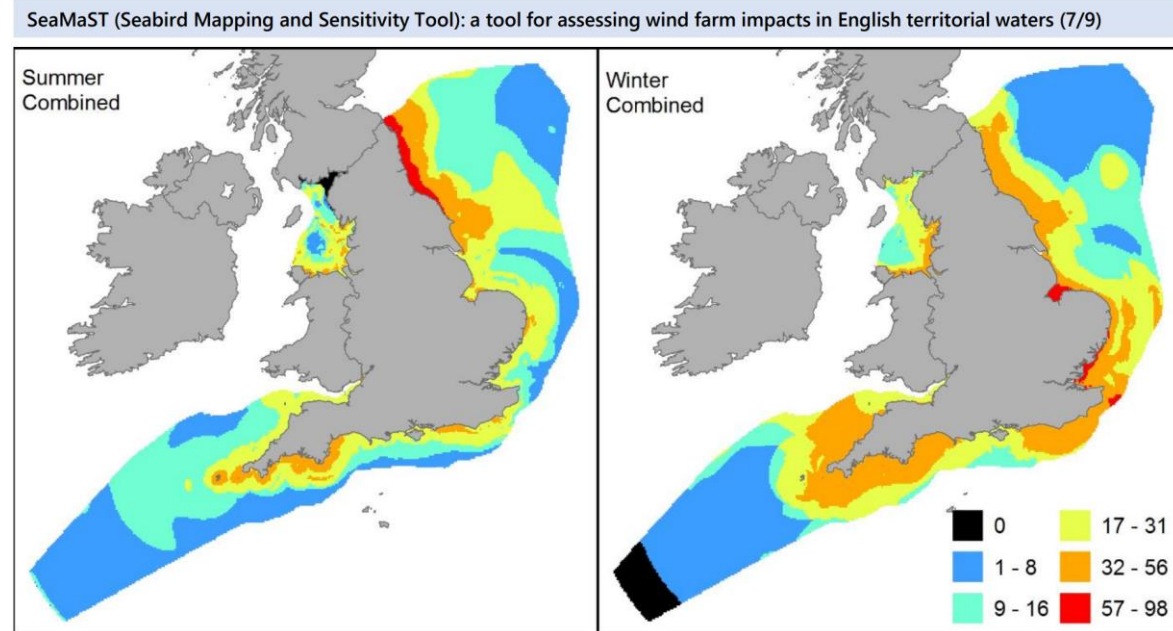 SeaMaST (Seabird Mapping and Sensitivity Tool): a tool for assessing wind farm impacts in English territorial waters (7/9)
Summer
Combined
Winter
Combined
0
1 - 8
9 - 16
17 - 31
32 - 56
57 - 98